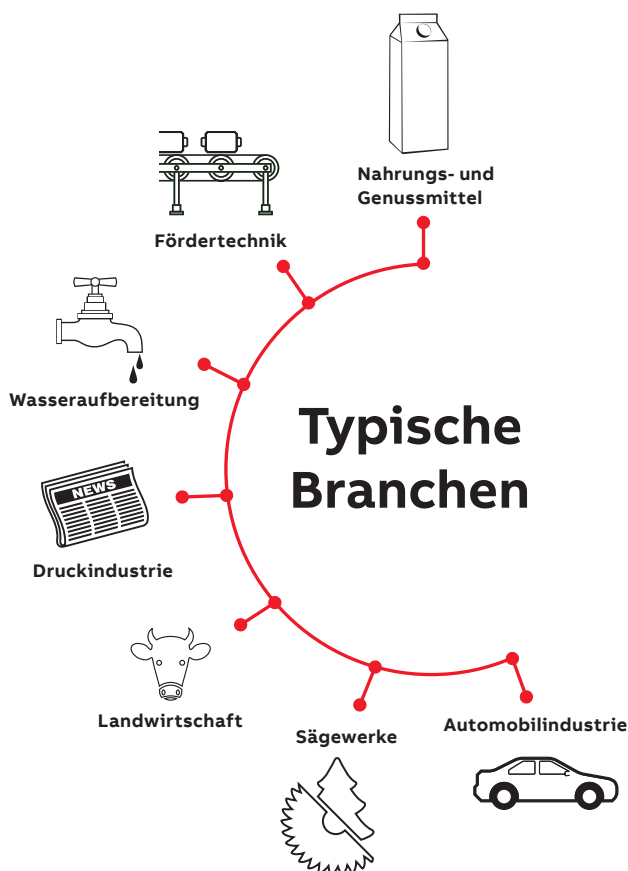 Nahrungs- und
Genussmittel
Fördertechnik
Wasseraufbereitung
Typische
Branchen
NEWS
Druckindustrie
Landwirtschaft
Sägewerke
Automobilindustrie